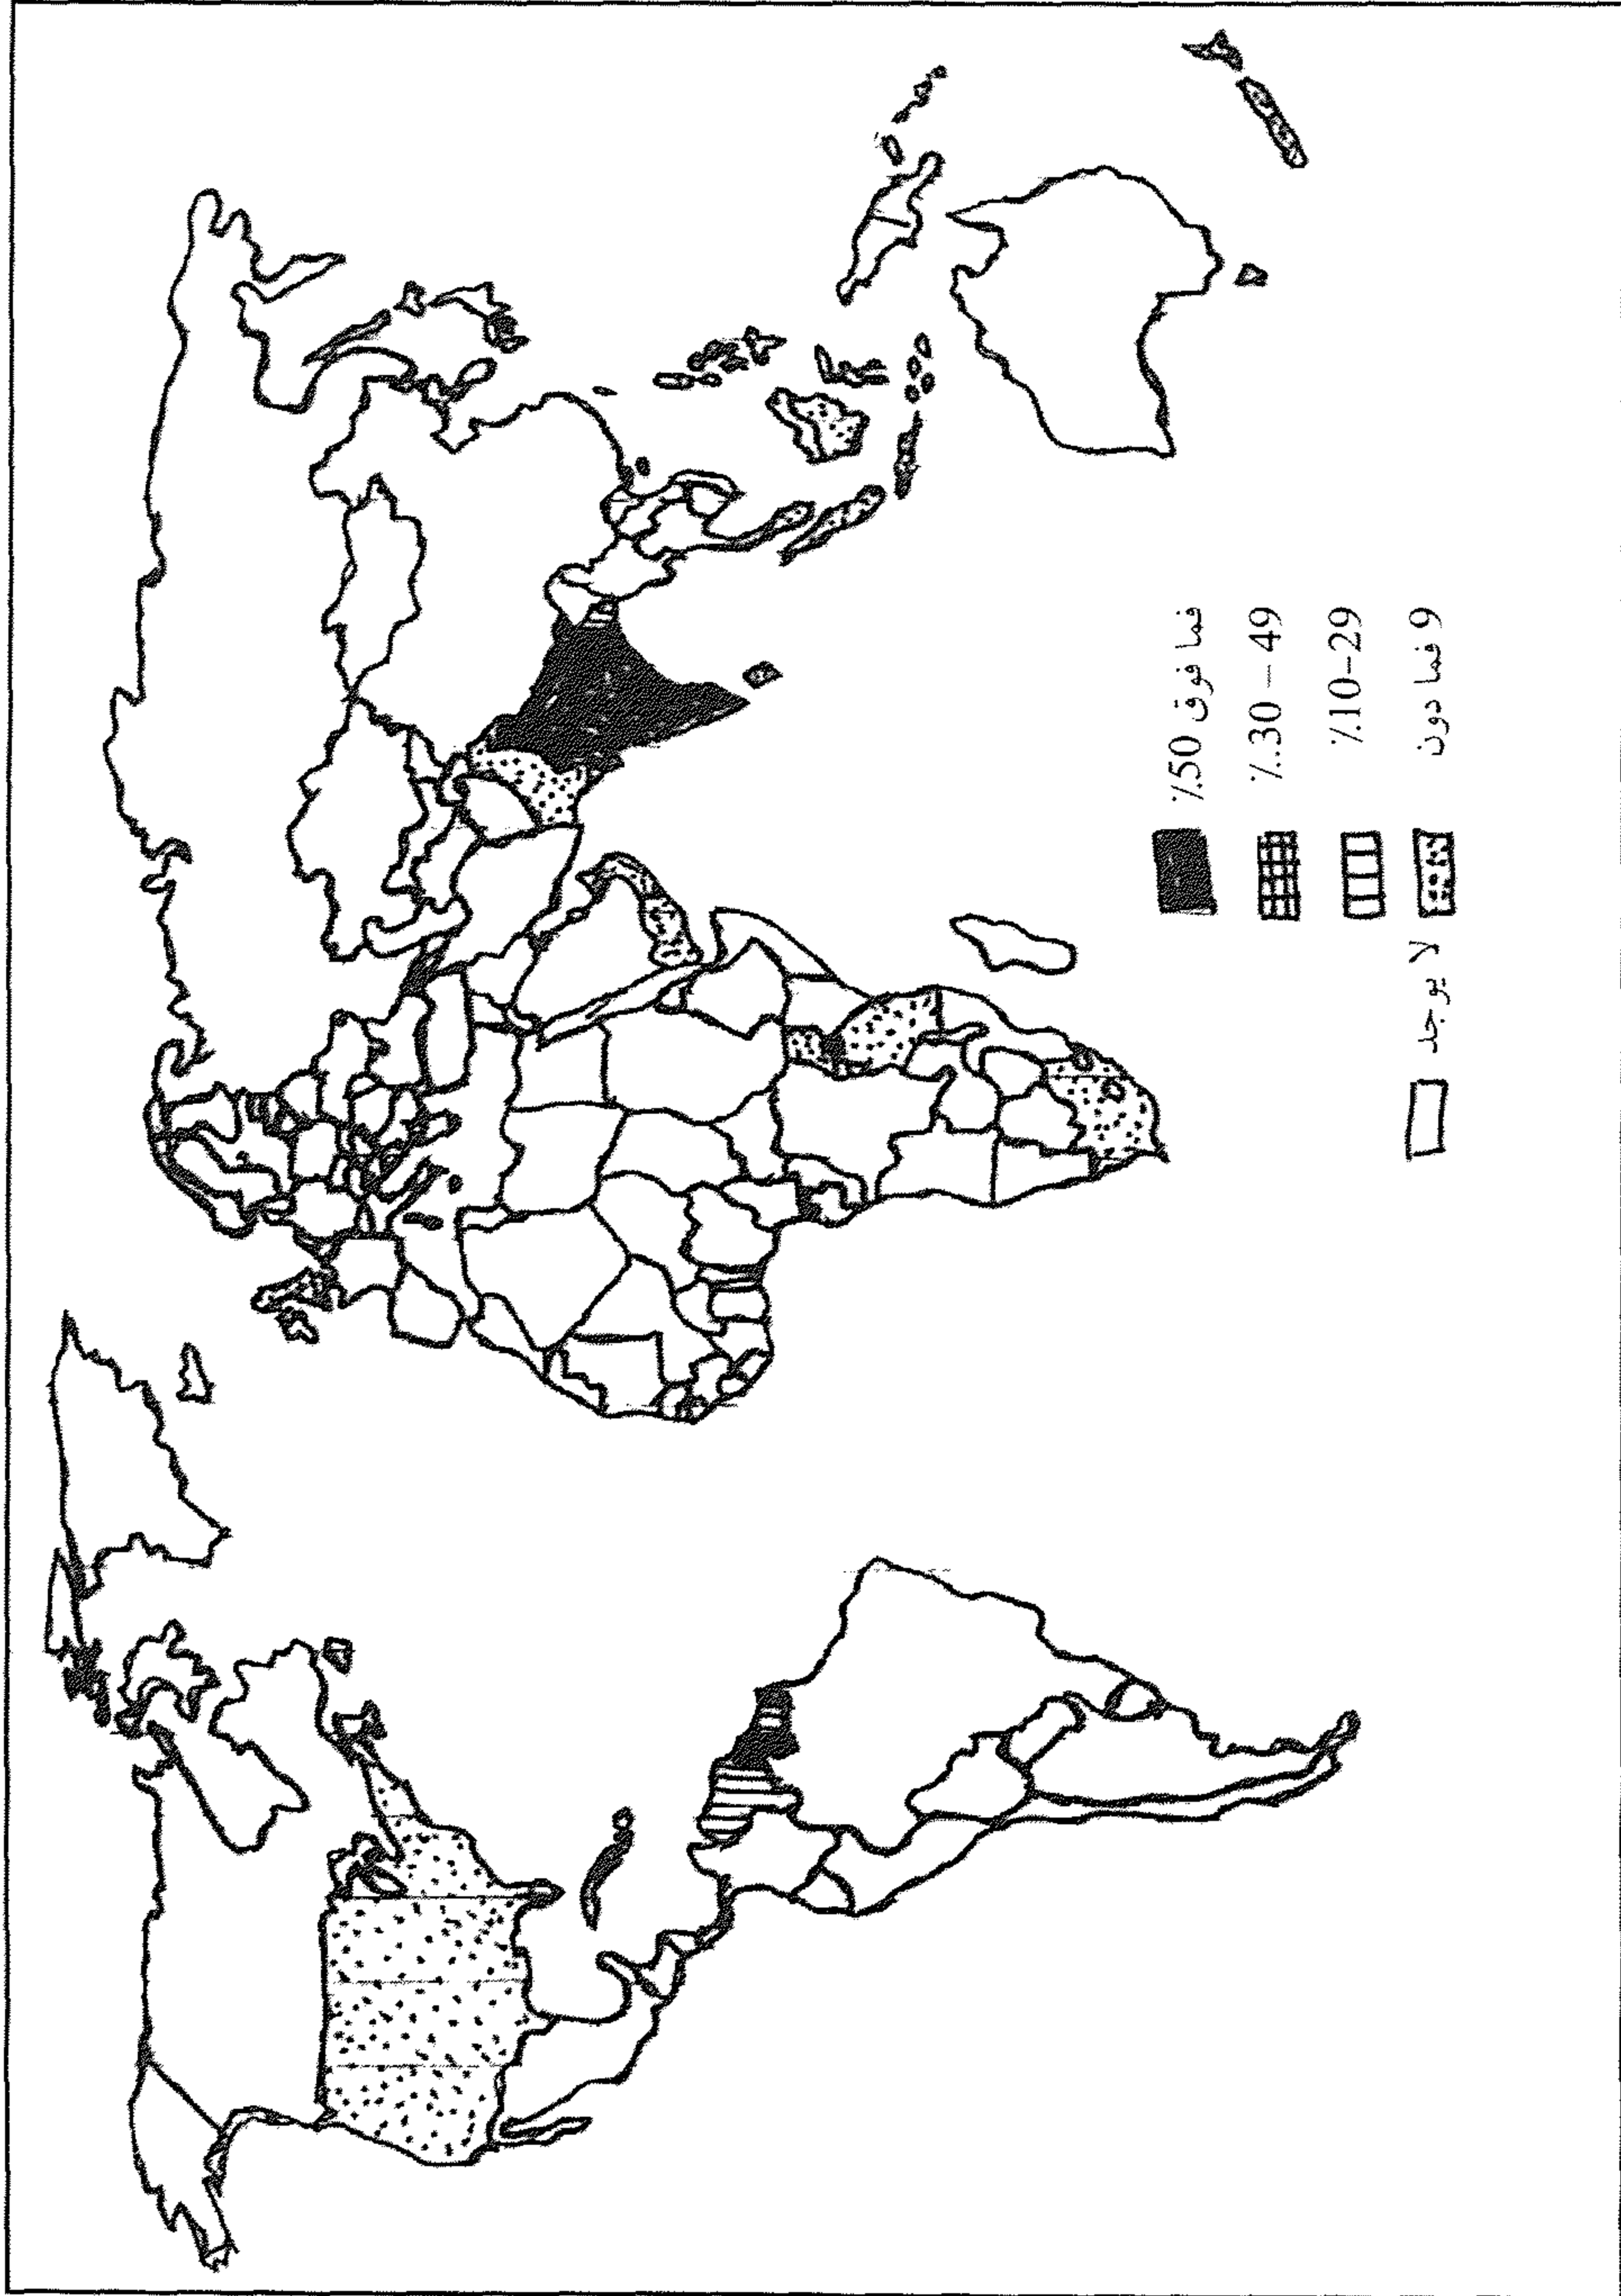 فما فوق 50٪
30 – 49٪
10-29٪
9 فما دون
لا يوجد